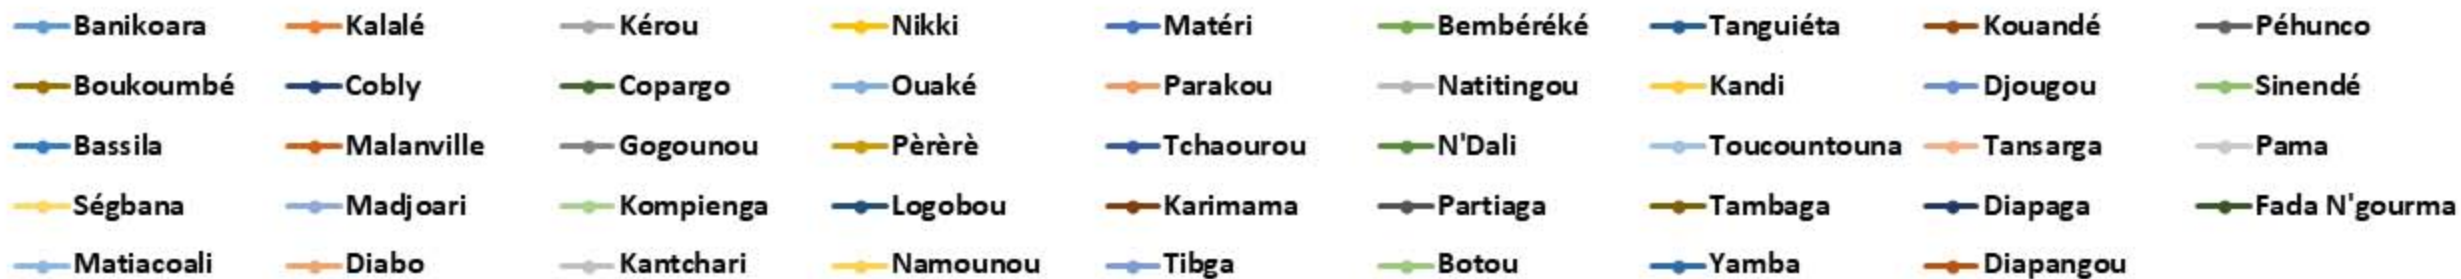 Banikoara Kalalé Kérou Nikki Matéri Bembéréké Tanguiéta Kouandé Péhunco
Boukoumbé Cobly Copargo Ouaké Parakou Natitingou Kandi Djougou Sinendé
Bassila Malanville Gogounou Pèrèrè Tchaourou N'Dali Toucountouna Tansarga Pama
Ségbana Madjoari Kompienga Logobou Karimama Partiaga Tambaga Diapaga Fada N'gourma
Matiacoali Diabo Kantchari Namounou Tibga Botou Yamba Diapangou